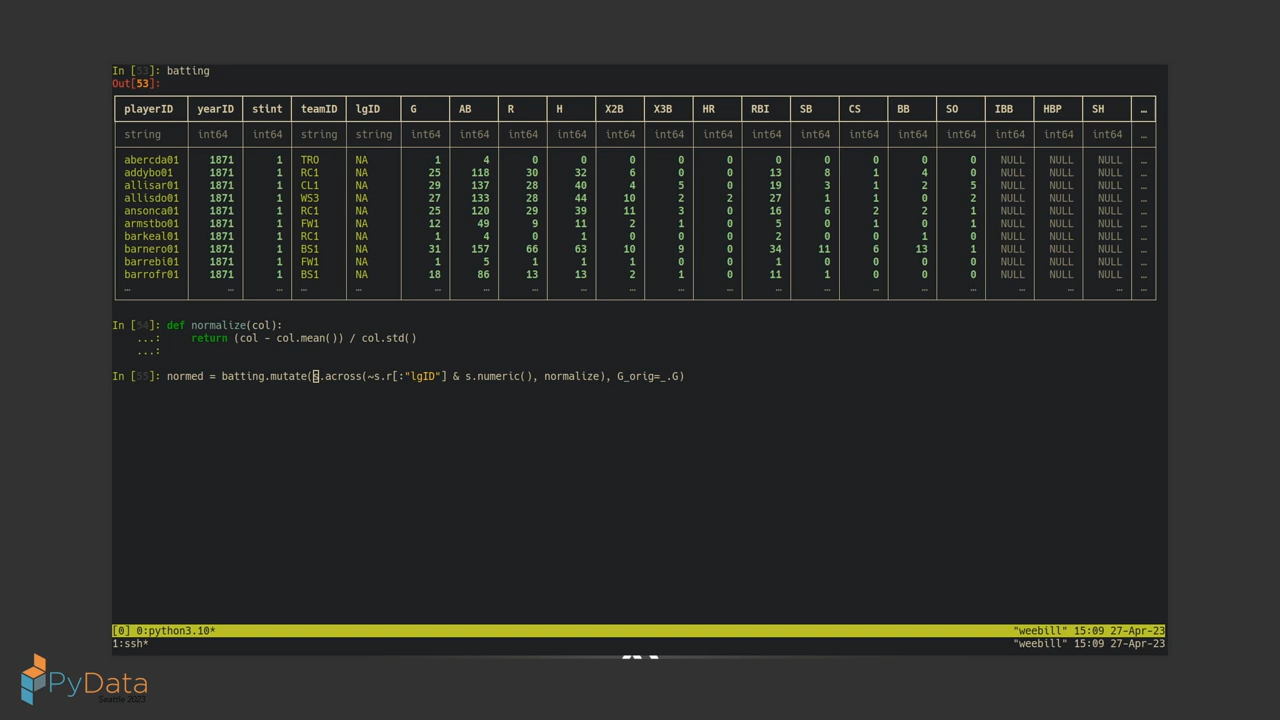 In [53]: batting
Out[53]:
playerID yearID stint teamID lgID G AB R H X2B X3B HR RBI SB CS BB SO IBB HBP SH …
string int64 int64 string string int64 int64 int64 int64 int64 int64 int64 int64 int64 int64 int64 int64 int64 int64 int64 …
abercda01 1871 1 TRO NA 1 4 0 0 0 0 0 0 0 0 0 0 NULL NULL NULL …
addybo01 1871 1 RC1 NA 25 118 30 32 6 0 0 13 8 1 4 0 NULL NULL NULL …
allisar01 1871 1 CL1 NA 29 137 28 40 4 5 0 19 3 1 2 5 NULL NULL NULL …
allisdo01 1871 1 WS3 NA 27 133 28 44 10 2 2 27 1 1 0 2 NULL NULL NULL …
ansonca01 1871 1 RC1 NA 25 120 29 39 11 3 0 16 6 2 2 1 NULL NULL NULL …
armstbo01 1871 1 FW1 NA 12 49 9 11 2 1 0 5 0 1 0 1 NULL NULL NULL …
barkeal01 1871 1 RC1 NA 1 4 0 1 0 0 0 2 0 0 1 0 NULL NULL NULL …
barnero01 1871 1 BS1 NA 31 157 66 63 10 9 0 34 11 6 13 1 NULL NULL NULL …
barrebi01 1871 1 FW1 NA 1 5 1 1 1 0 0 1 0 0 0 0 NULL NULL NULL …
barrofr01 1871 1 BS1 NA 18 86 13 13 2 1 0 11 1 0 0 0 NULL NULL NULL …
… … … … … … … … … … … … … … … … … … … … …
In [54]: def normalize(col):
...: return (col - col.mean()) / col.std()
...:
In [55]: normed = batting.mutate(s.across(~s.r[:"lgID"] & s.numeric(), normalize), G_orig=_.G)
[0] 0:python3.10* "weebill" 15:09 27-Apr-23
1:ssh* "weebill" 15:09 27-Apr-23
PyData
Seattle 2023